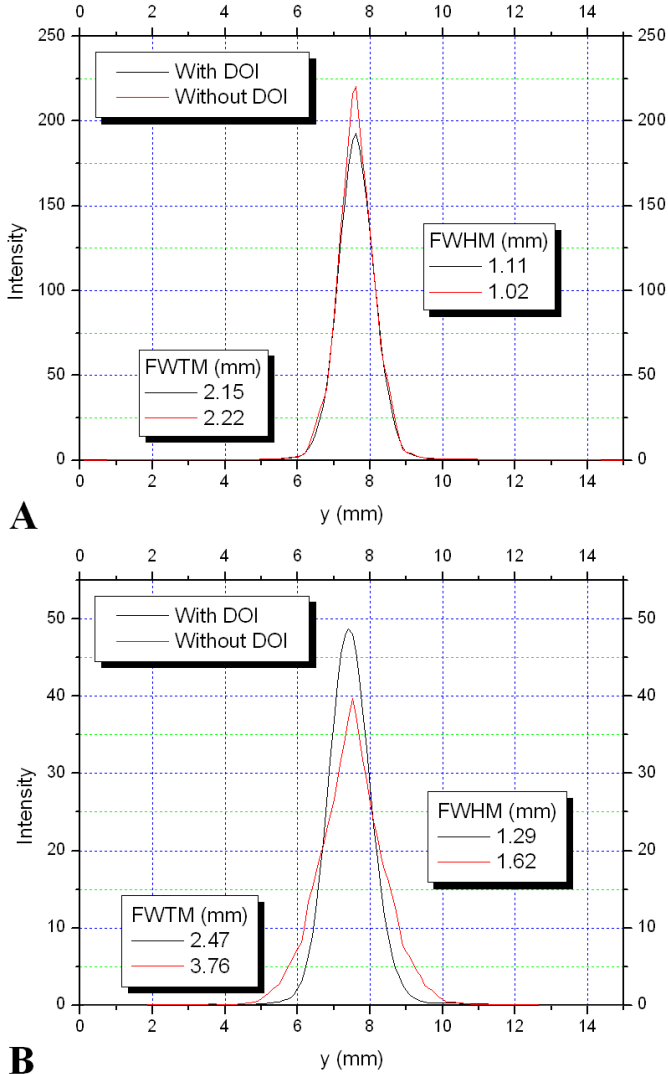 0 2 4 6 8 10 12 14
250 250
With DOI
Without DOI
200 200
150 150
Intensity
FWHM (mm)
1.11
1.02
100 100
FWTM (mm)
2.15
2.22
50 50
0 0
0 2 4 6 8 10 12 14
A
y (mm)
0 2 4 6 8 10 12 14
50 50
With DOI
Without DOI
40 40
30 30
Intensity
FWHM (mm)
1.29
1.62
20 20
FWTM (mm)
2.47
3.76
10 10
0 0
0 2 4 6 8 10 12 14
B
y (mm)